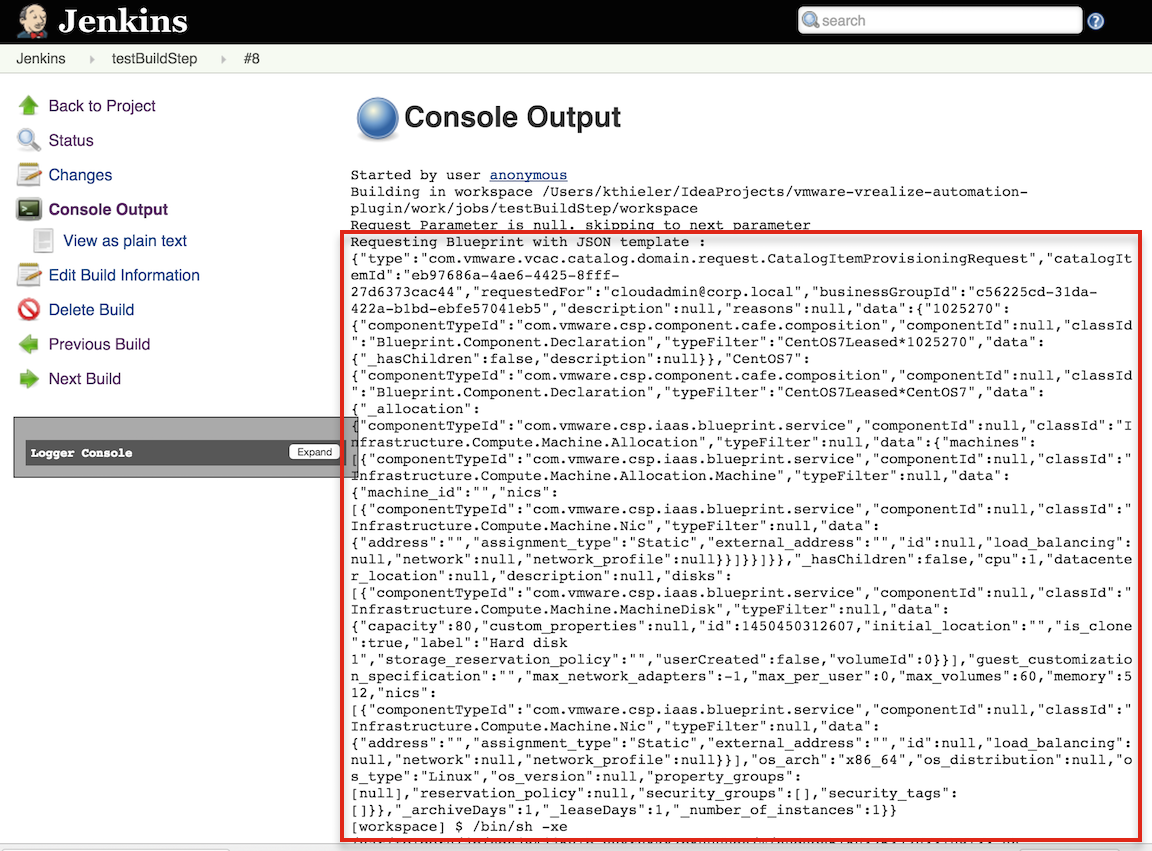 Jenkins
search
Jenkins
testBuildStep
#8
Back to Project
Status
Changes
Console Output
View as plain text
Edit Build Information
Delete Build
Previous Build
Next Build
Logger Console
Expand
Console Output
Started by user anonymous
Building in workspace /Users/kthieler/IdeaProjects/vmware-vrealize-automation-
plugin/work/jobs/testBuildStep/workspace
Request Parameter is null. skipping to next parameter
Requesting Blueprint with JSON template :
{"type":"com.vmware.vcac.catalog.domain.request.CatalogItemProvisioningRequest","catalogIt
emId":"eb97686a-4ae6-4425-8fff-
27d6373cac44","requestedFor":"cloudadmin@corp.local","businessGroupId":"c56225cd-31da-
422a-b1bd-ebfe57041eb5","description":null,"reasons":null,"data":{"1025270":
{"componentTypeId":"com.vmware.csp.component.cafe.composition","componentId":null,"classId
":"Blueprint.Component.Declaration","typeFilter":"CentOS7Leased*1025270","data":
{"_hasChildren":false,"description":null}},"CentOS7":
{"componentTypeId":"com.vmware.csp.component.cafe.composition","componentId":null,"classId
":"Blueprint.Component.Declaration","typeFilter":"CentOS7Leased*CentOS7","data":
{"_allocation":
{"componentTypeId":"com.vmware.csp.iaas.blueprint.service","componentId":null,"classId":"I
nfrastructure.Compute.Machine.Allocation","typeFilter":null,"data":{"machines":
[{"componentTypeId":"com.vmware.csp.iaas.blueprint.service","componentId":null,"classId":"
Infrastructure.Compute.Machine.Allocation.Machine","typeFilter":null,"data":
{"machine_id":"","nics":
[{"componentTypeId":"com.vmware.csp.iaas.blueprint.service","componentId":null,"classId":"
Infrastructure.Compute.Machine.Nic","typeFilter":null,"data":
{"address":"","assignment_type":"Static","external_address":"","id":null,"load_balancing":
null,"network":null,"network_profile":null}}]}}]}},"_hasChildren":false,"cpu":1,"datacente
r_location":null,"description":null,"disks":
[{"componentTypeId":"com.vmware.csp.iaas.blueprint.service","componentId":null,"classId":"
Infrastructure.Compute.Machine.MachineDisk","typeFilter":null,"data":
{"capacity":80,"custom_properties":null,"id":1450450312607,"initial_location":"","is_clone
":true,"label":"Hard disk
1","storage_reservation_policy":"","userCreated":false,"volumeId":0}}],"guest_customizatio
n_specification":"","max_network_adapters":-1,"max_per_user":0,"max_volumes":60,"memory":5
12,"nics":
[{"componentTypeId":"com.vmware.csp.iaas.blueprint.service","componentId":null,"classId":"
Infrastructure.Compute.Machine.Nic","typeFilter":null,"data":
{"address":"","assignment_type":"Static","external_address":"","id":null,"load_balancing":
null,"network":null,"network_profile":null}}],"os_arch":"x86_64","os_distribution":null,"o
s_type":"Linux","os_version":null,"property_groups":
[null],"reservation_policy":null,"security_groups":[],"security_tags":
[]}},"_archiveDays":1,"_leaseDays":1,"_number_of_instances":1}}
[workspace] $ /bin/sh -xe